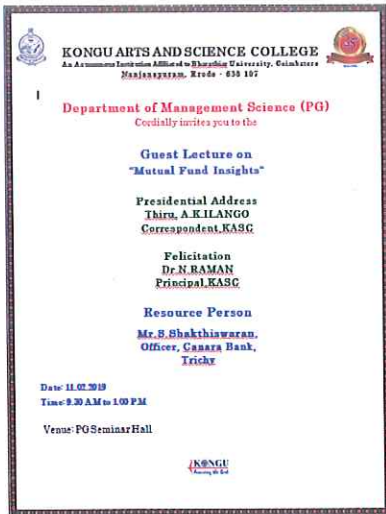 KONGU ARTS AND SCIENCE COLLEGE
An Autonomous Institution Affiliated to Bharathiar University, Coimbatore
Nanjanapuram, Erode - 638 107
Department of Management Science (PG)
Cordially invites you to the
Guest Lecture on
"Mutual Fund Insights"
Presidential Address
Thiru, A.K.ILANGO
Correspondent,KASC
Felicitation
Dr.N.RAMAN
Principal,KASC
Resource Person
Mr.S.Shakthiswaran,
Officer, Canara Bank,
Trichy
Date: 11.02.2019
Time: 9.30 A.M to 1.00 P.M
Venue: PG Seminar Hall
KONGU